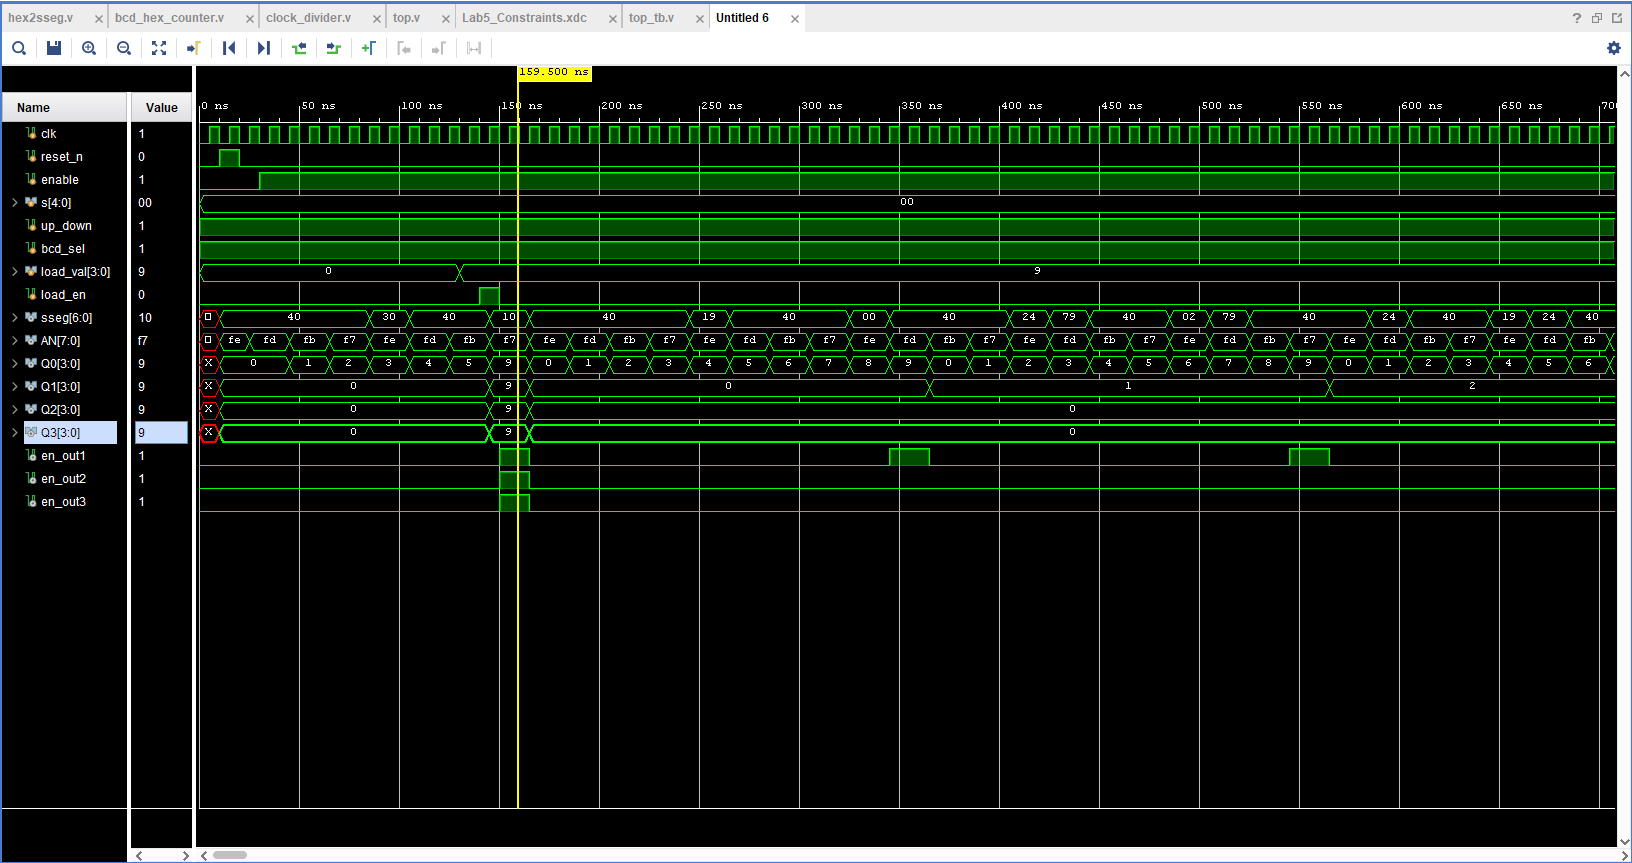 hex2sseg.v × bcd_hex_counter.v × clock_divider.v × top.v × Lab5_Constraints.xdc × top_tb.v × Untitled 6 × ?
159.500 ns
Name Value 0 ns 50 ns 100 ns 150 ns 200 ns 250 ns 300 ns 350 ns 400 ns 450 ns 500 ns 550 ns 600 ns 650 ns 700
clk 1
reset_n 0
enable 1
s[4:0] 00 00
up_down 1
bcd_sel 1
load_val[3:0] 9 0 9
load_en 0
sseg[6:0] 10 40 30 40 10 40 19 40 00 40 24 79 40 02 79 40 24 40 19 24 40
AN[7:0] f7 fe fd fb f7 fe fd fb f7 fe fd fb f7 fe fd fb f7 fe fd fb f7 fe fd fb f7 fe fd fb f7 fe fd fb f7 fe fd fb
Q0[3:0] 9 X 0 1 2 3 4 5 9 0 1 2 3 4 5 6 7 8 9 0 1 2 3 4 5 6 7 8 9 0 1 2 3 4 5 6
Q1[3:0] 9 X 0 9 0 1 2
Q2[3:0] 9 X 0 9 0
Q3[3:0] 9 X 0 9 0
en_out1 1
en_out2 1
en_out3 1